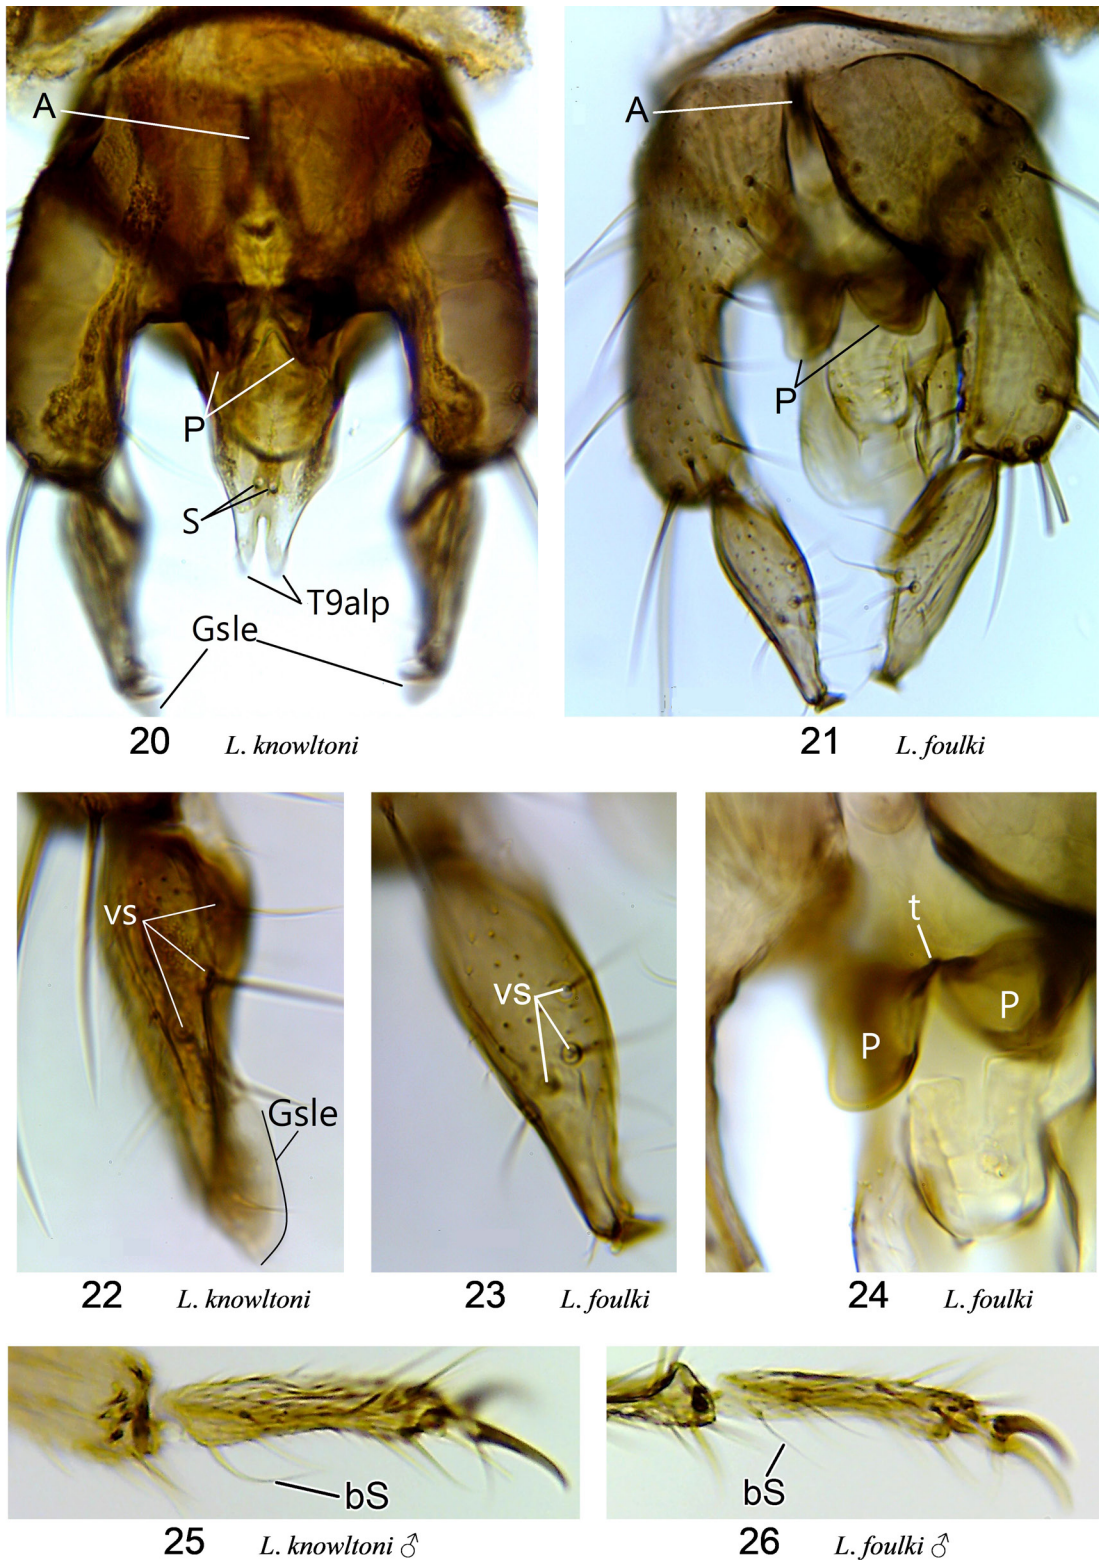 A
P
S
T9alp
Gsle
20 L. knowltoni
A
P
21 L. foulki
vs
Gsle
22 L. knowltoni
vs
23 L. foulki
t
P
P
24 L. foulki
bS
25 L. knowltoni ♂
bS
26 L. foulki ♂